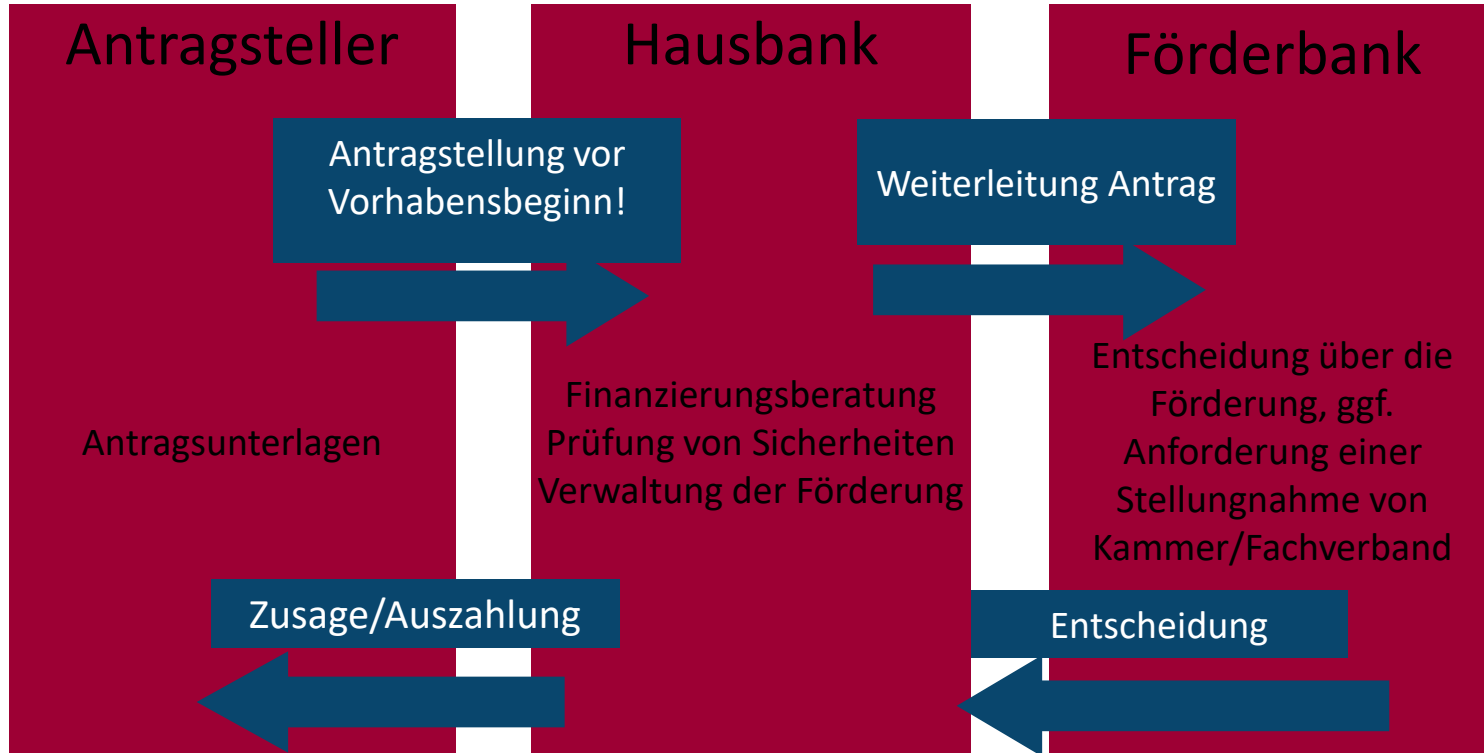 Antragsteller
Hausbank
Förderbank
Antragstellung vor
Vorhabensbeginn!
Weiterleitung Antrag
Antragsunterlagen
Finanzierungsberatung
Prüfung von Sicherheiten
Verwaltung der Förderung
Entscheidung über die
Förderung, ggf.
Anforderung einer
Stellungnahme von
Kammer/Fachverband
Zusage/Auszahlung
Entscheidung